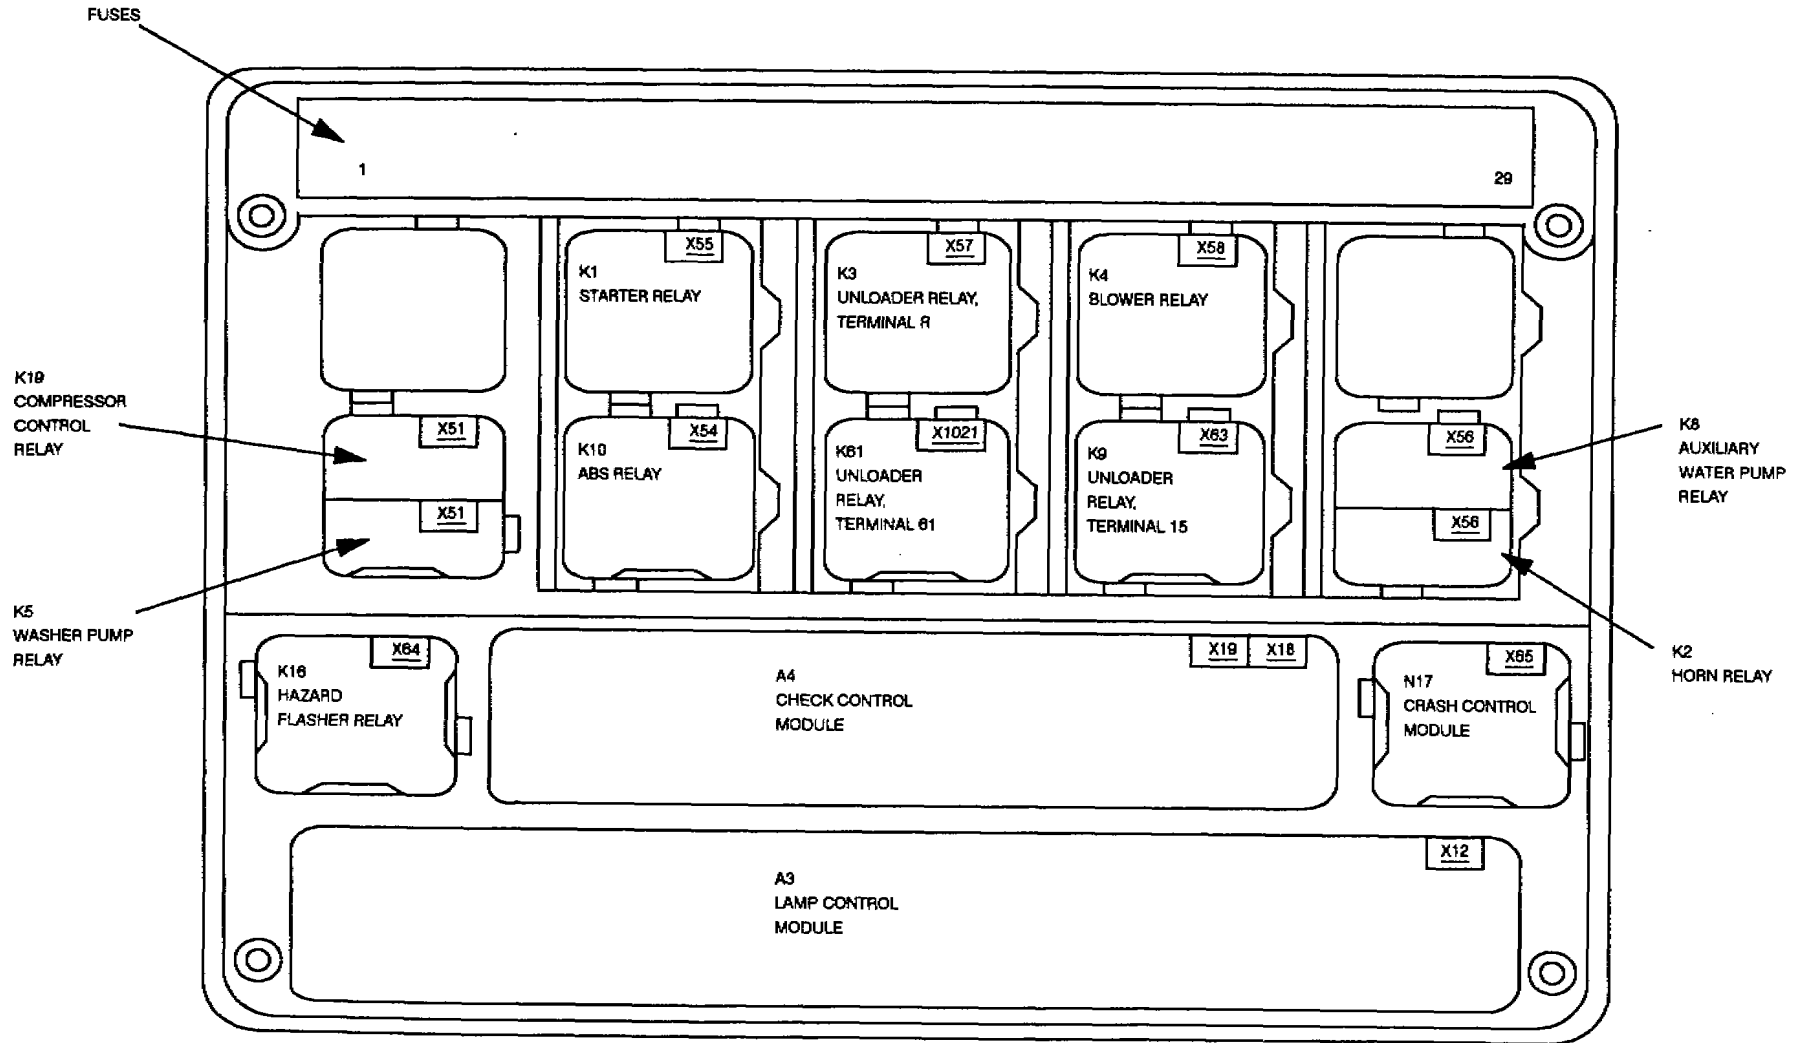 FUSES
1
29
X55
K1
STARTER RELAY
X57
K3
UNLOADER RELAY,
TERMINAL R
X58
K4
BLOWER RELAY
K19
COMPRESSOR
CONTROL
RELAY
X51
X51
K5
WASHER PUMP
RELAY
X54
K10
ABS RELAY
X1021
K61
UNLOADER
RELAY,
TERMINAL 61
X63
K9
UNLOADER
RELAY,
TERMINAL 15
X56
X56
K8
AUXILIARY
WATER PUMP
RELAY
K2
HORN RELAY
X64
K16
HAZARD
FLASHER RELAY
X19
X18
A4
CHECK CONTROL
MODULE
X65
N17
CRASH CONTROL
MODULE
X12
A3
LAMP CONTROL
MODULE